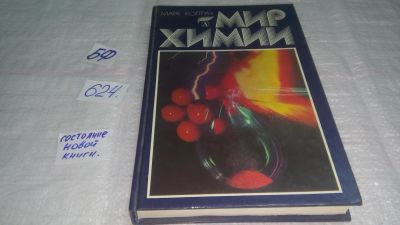 МАРК КОЛТУН
МИР
ХИМИИ
БФ
624.
состояние
новой
книги.